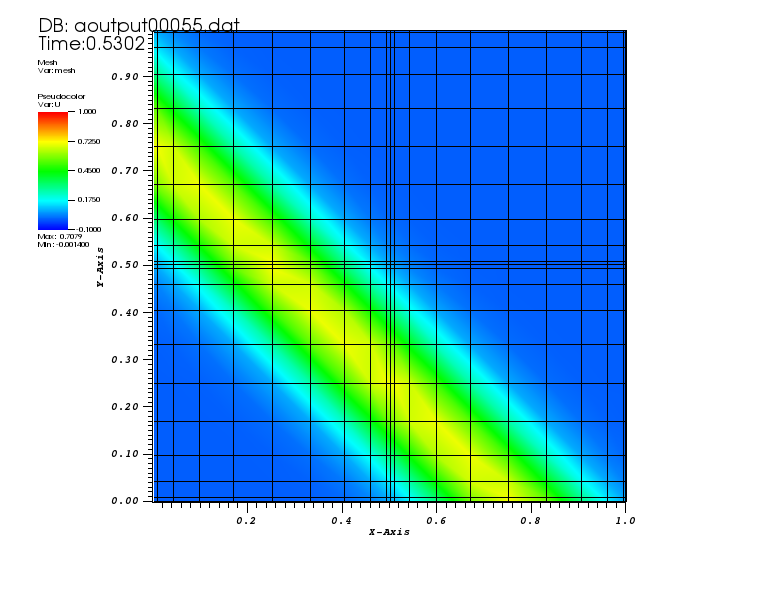 DB: aoutput00055.dat
Time:0.5302
Mesh
Var: mesh
Pseudocolor
Var: U
1.000
0.7250
0.4500
0.1750
-0.1000
Max: 0.7079
Min: -0.001400
Y-Axis
0.90
0.80
0.70
0.60
0.50
0.40
0.30
0.20
0.10
0.00
0.2
0.4
0.6
0.8
1.0
X-Axis